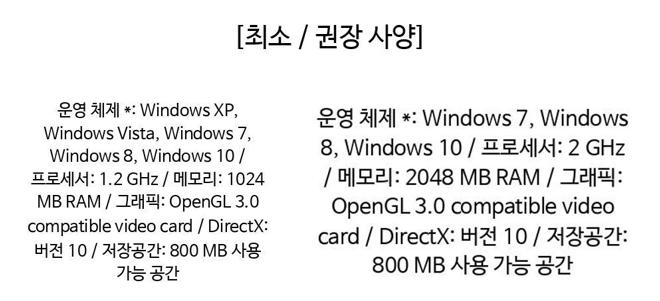 [최소 / 권장 사양]
운영 체제 *: Windows XP,
Windows Vista, Windows 7,
Windows 8, Windows 10 /
프로세서: 1.2 GHz / 메모리: 1024
MB RAM / 그래픽: OpenGL 3.0
compatible video card / DirectX:
버전 10 / 저장공간: 800 MB 사용
가능 공간
운영 체제 *: Windows 7, Windows
8, Windows 10 / 프로세서: 2 GHz
/ 메모리: 2048 MB RAM / 그래픽:
OpenGL 3.0 compatible video
card / DirectX: 버전 10 / 저장공간:
800 MB 사용 가능 공간